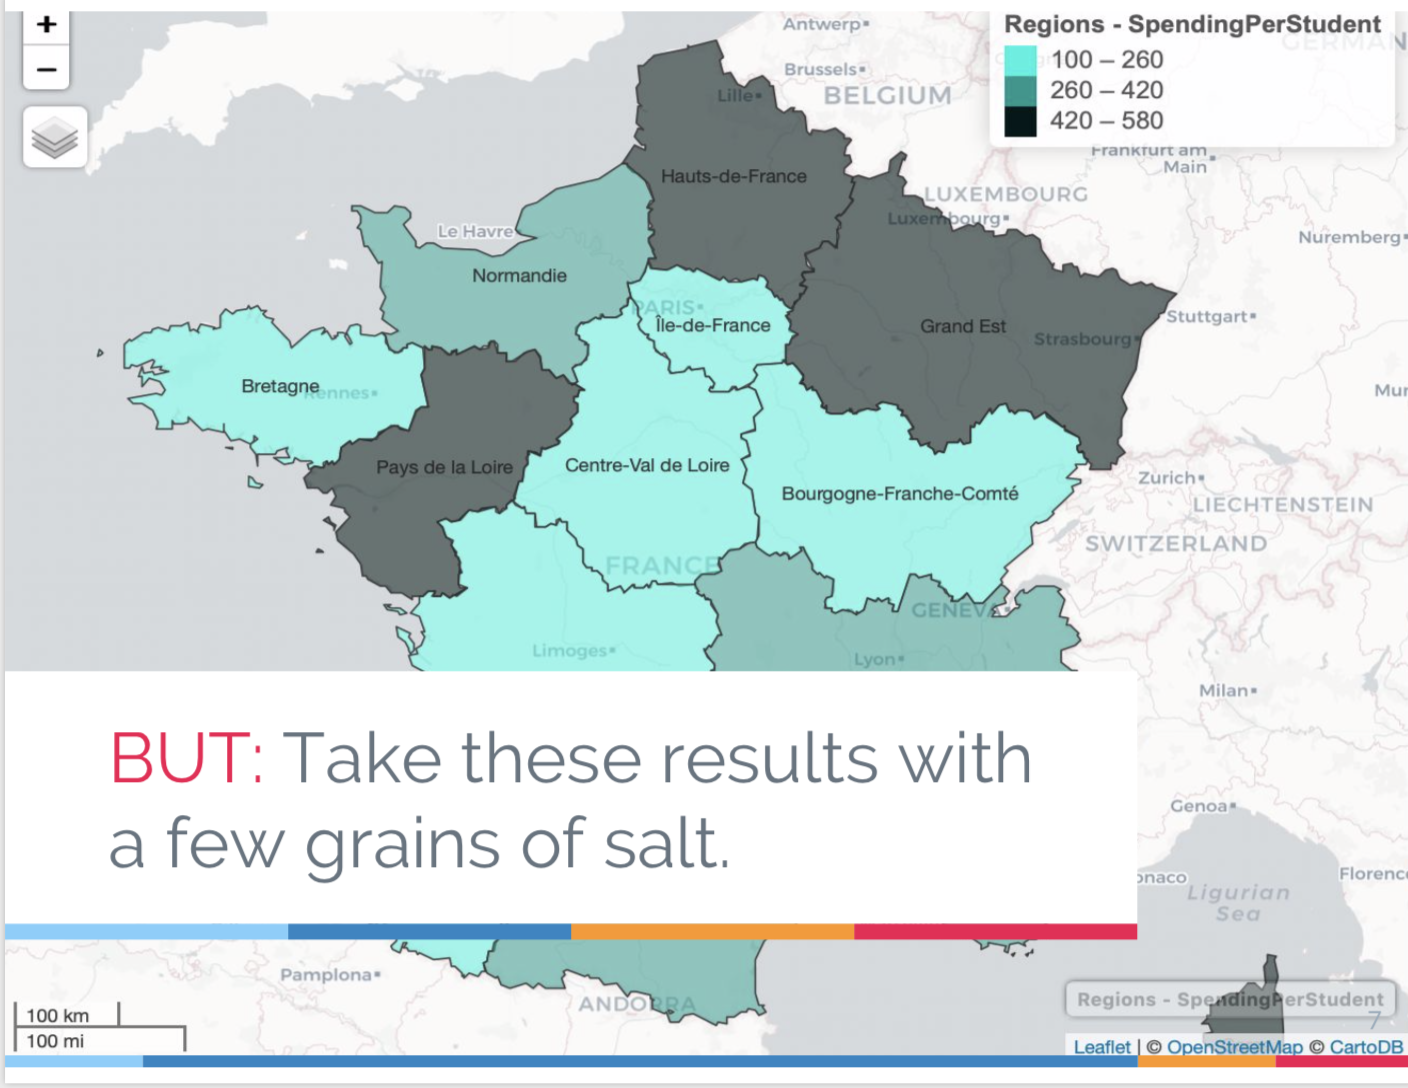 +
−
Regions - SpendingPerStudent
100 – 260
260 – 420
420 – 580
Antwerp
Brussels
BELGIUM
Lille
Frankfurt am
Main
Hauts-de-France
LUXEMBOURG
Luxembourg
Nuremberg
Le Havre
Normandie
PARIS
Île-de-France
Grand Est
Stuttgart
Strasbourg
Bretagne
Rennes
Pays de la Loire
Centre-Val de Loire
Bourgogne-Franche-Comté
Zurich
LIECHTENSTEIN
SWITZERLAND
FRANCE
GENEVA
Limoges
Lyon
Milan
BUT: Take these results with
a few grains of salt.
Genoa
Ligurian
Sea
Pamplona
ANDORRA
Regions - SpendingPerStudent
7
100 km
100 mi
Leaflet | © OpenStreetMap © CartoDB